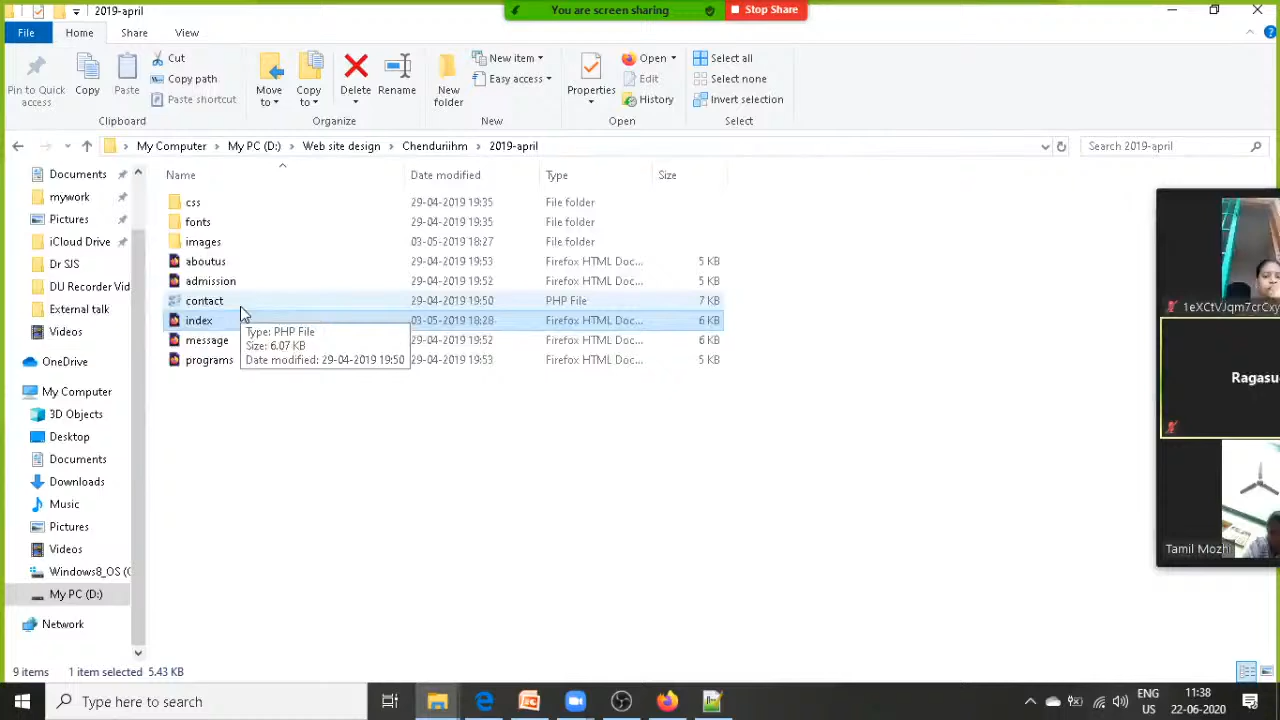 2019-april
You are screen sharing
Stop Share
File
Home
Share
View
Pin to Quick access
Copy
Paste
Cut
Copy path
Paste shortcut
Clipboard
Move to
Copy to
Delete
Rename
Organize
New folder
New item
Easy access
New
Properties
Open
Edit
History
Open
Select all
Select none
Invert selection
Select
My Computer
My PC (D:)
Web site design
Chenduriihm
2019-april
Search 2019-april
Name
Date modified
Type
Size
css 29-04-2019 19:35 File folder
fonts 29-04-2019 19:35 File folder
images 03-05-2019 18:27 File folder
aboutus 29-04-2019 19:53 Firefox HTML Doc... 5 KB
admission 29-04-2019 19:52 Firefox HTML Doc... 5 KB
contact 29-04-2019 19:50 PHP File 7 KB
index 03-05-2019 18:28 Firefox HTML Doc... 6 KB
message 29-04-2019 19:52 Firefox HTML Doc... 6 KB
programs 29-04-2019 19:53 Firefox HTML Doc... 5 KB
Type: PHP File
Size: 6.07 KB
Date modified: 29-04-2019 19:50
Documents
mywork
Pictures
iCloud Drive
Dr SJS
DU Recorder Vid
External talk
Videos
OneDrive
My Computer
3D Objects
Desktop
Documents
Downloads
Music
Pictures
Videos
Windows8_OS (
My PC (D:)
Network
1eXCtVJqm7crCxy
Ragasu
Tamil Mozhi
9 items
1 item selected 5.43 KB
Type here to search
ENG
US
11:38
22-06-2020